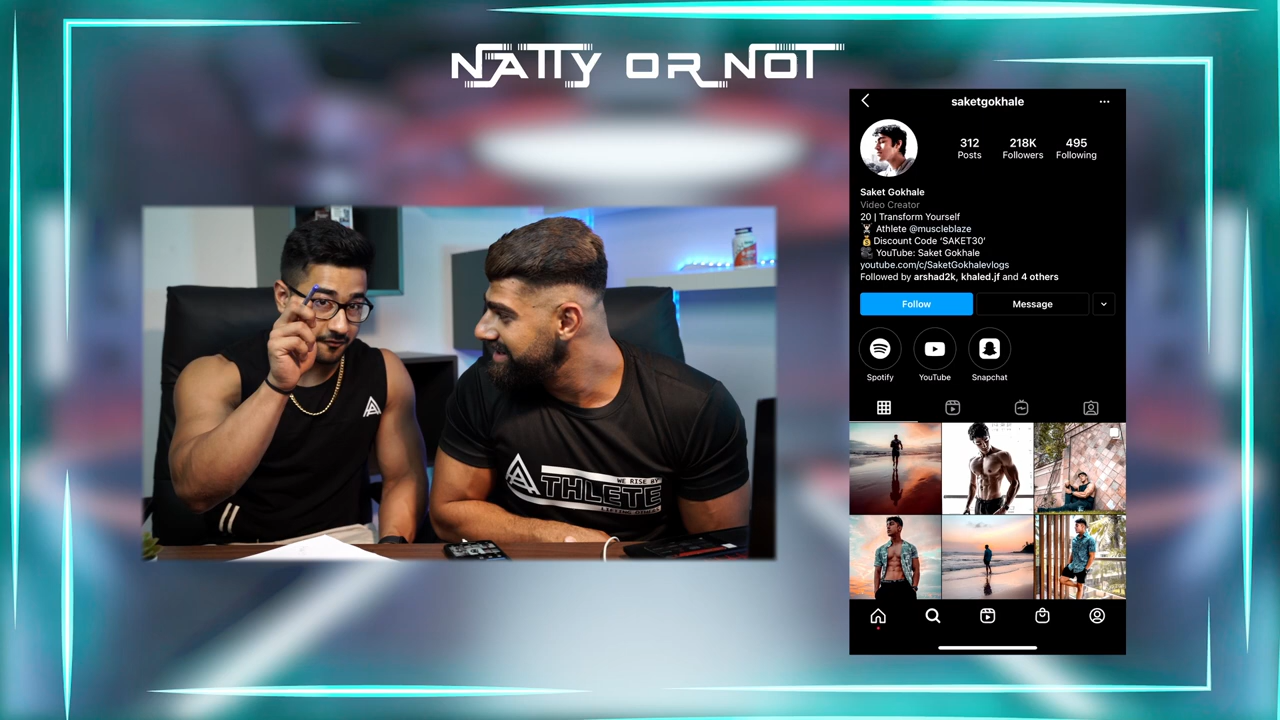 NATTY OR NOT
saketgokhale
312
218K
495
Posts
Followers
Following
Saket Gokhale
Video Creator
20 | Transform Yourself
Athlete @muscleblaze
Discount Code ‘SAKET30’
YouTube: Saket Gokhale
youtube.com/c/SaketGokhalevlogs
Followed by arshad2k, khaled.jf and 4 others
Follow
Message
Spotify
YouTube
Snapchat
WE RISE BY
ATHLETE
LIFTING OTHERS